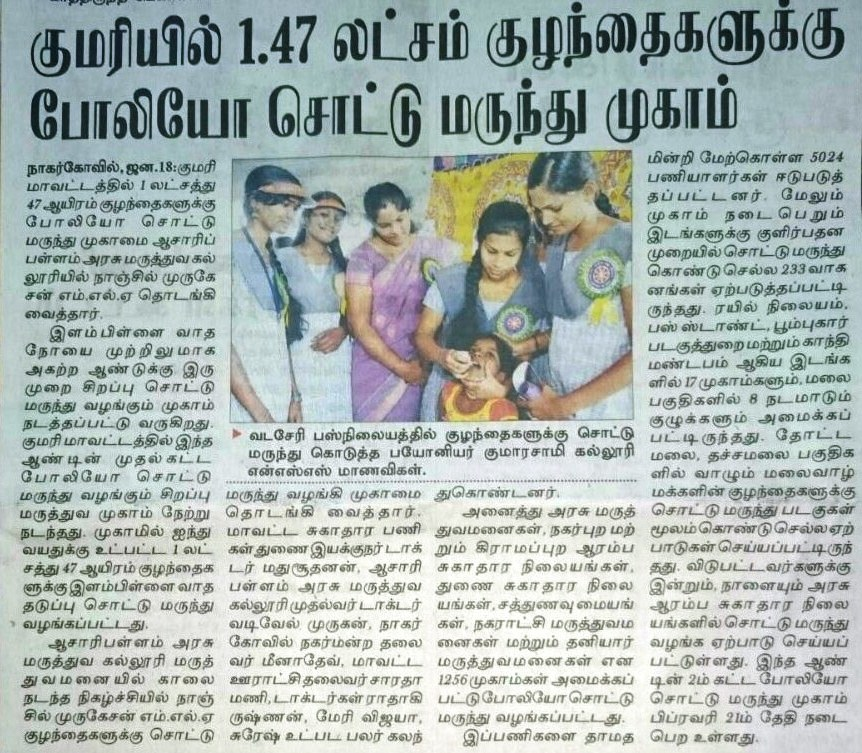 குமரியில் 1.47 லட்சம் குழந்தைகளுக்கு
போலியோ சொட்டு மருந்து முகாம்
நாகர்கோவில், ஜன.18: குமரி
மாவட்டத்தில் 1 லட்சத்து
47 ஆயிரம் குழந்தைகளுக்கு
போலியோ சொட்டு
மருந்து முகாமை ஆசாரிப்
பள்ளம் அரசு மருத்துவகல்
லூரியில் நாஞ்சில் முருகே
சன் எம்.எல்.ஏ தொடங்கி
வைத்தார்.
இளம்பிள்ளை வாத
நோயை முற்றிலுமாக
அகற்ற ஆண்டுக்கு இரு
முறை சிறப்பு சொட்டு
மருந்து வழங்கும் முகாம்
நடத்தப்பட்டு வருகிறது.
குமரி மாவட்டத்தில் இந்த
ஆண்டின் முதல்கட்ட
போலியோ சொட்டு
மருந்து வழங்கும் சிறப்பு
மருத்துவ முகாம் நேற்று
நடந்தது. முகாமில் ஐந்து
வயதுக்கு உட்பட்ட 1 லட்
சத்து 47 ஆயிரம் குழந்தைக
ளுக்கு இளம்பிள்ளை வாத
தடுப்பு சொட்டு மருந்து
வழங்கப்பட்டது.
ஆசாரிபள்ளம் அரசு
மருத்துவ கல்லூரி மருத்
துவமனையில் காலை
நடந்த நிகழ்ச்சியில் நாஞ்
சில் முருகேசன் எம்.எல்.ஏ
குழந்தைகளுக்கு சொட்டு
வடசேரி பஸ்நிலையத்தில் குழந்தைகளுக்கு சொட்டு
மருந்து கொடுத்த பயோனியர் குமாரசாமி கல்லூரி
என்எஸ்எஸ் மாணவிகள்.
மருந்து வழங்கி முகாமை
தொடங்கி வைத்தார்.
மாவட்ட சுகாதார பணி
கள் துணை இயக்குநர் டாக்
டர் மதுசூதனன், ஆசாரி
பள்ளம் அரசு மருத்துவ
கல்லூரி முதல்வர் டாக்டர்
வடிவேல் முருகன், நாகர்
கோவில் நகர்மன்ற தலை
வர் மீனாதேவ், மாவட்ட
ஊராட்சி தலைவர் சாரதா
மணி, டாக்டர்கள் ராதாகி
ருஷ்ணன், மேரி விஜயா,
சுரேஷ் உட்பட பலர் கலந்
துகொண்டனர்.
அனைத்து அரசு மருத்
துவமனைகள், நகர்புற மற்
றும் கிராமப்புற ஆரம்ப
சுகாதார நிலையங்கள்,
துணை சுகாதார நிலை
யங்கள், சத்துணவு மையங்
கள், நகராட்சி மருத்துவம
னைகள் மற்றும் தனியார்
மருத்துவமனைகள் என
1256 முகாம்கள் அமைக்கப்
பட்டு போலியோ சொட்டு
மருந்து வழங்கப்பட்டது.
இப்பணிகளை தாமத
மின்றி மேற்கொள்ள 5024
பணியாளர்கள் ஈடுபடுத்
தப்பட்டனர். மேலும்
முகாம் நடைபெறும்
இடங்களுக்கு குளிர்பதன
முறையில் சொட்டு மருந்து
கொண்டு செல்ல 233 வாக
னங்கள் ஏற்படுத்தப்பட்டி
ருந்தது. ரயில் நிலையம்,
பஸ் ஸ்டாண்ட், பூம்புகார்
படகுத்துறை மற்றும் காந்தி
மண்டபம் ஆகிய இடங்க
ளில் 17 முகாம்களும், மலை
பகுதிகளில் 8 நடமாடும்
குழுக்களும் அமைக்கப்
பட்டிருந்தது. தோட்ட
மலை, தச்சமலை பகுதிக
ளில் வாழும் மலைவாழ்
மக்களின் குழந்தைகளுக்கு
சொட்டு மருந்து படகுகள்
மூலம் கொண்டு செல்ல ஏற்
பாடுகள் செய்யப்பட்டிருந்
தது. விடுபட்டவர்களுக்கு
இன்றும், நாளையும் அரசு
ஆரம்ப சுகாதார நிலை
யங்களில் சொட்டு மருந்து
வழங்க ஏற்பாடு செய்யப்
பட்டுள்ளது. இந்த ஆண்
டின் 2ம் கட்ட போலியோ
சொட்டு மருந்து முகாம்
பிப்ரவரி 21ம் தேதி நடை
பெற உள்ளது.